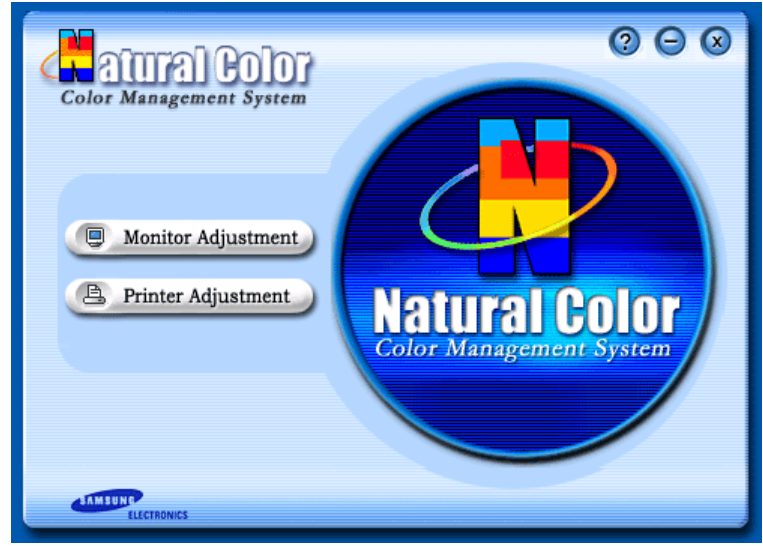 Natural Color
Color Management System
? − x
Monitor Adjustment
Printer Adjustment
N
Natural Color
Color Management System
SAMSUNG
ELECTRONICS